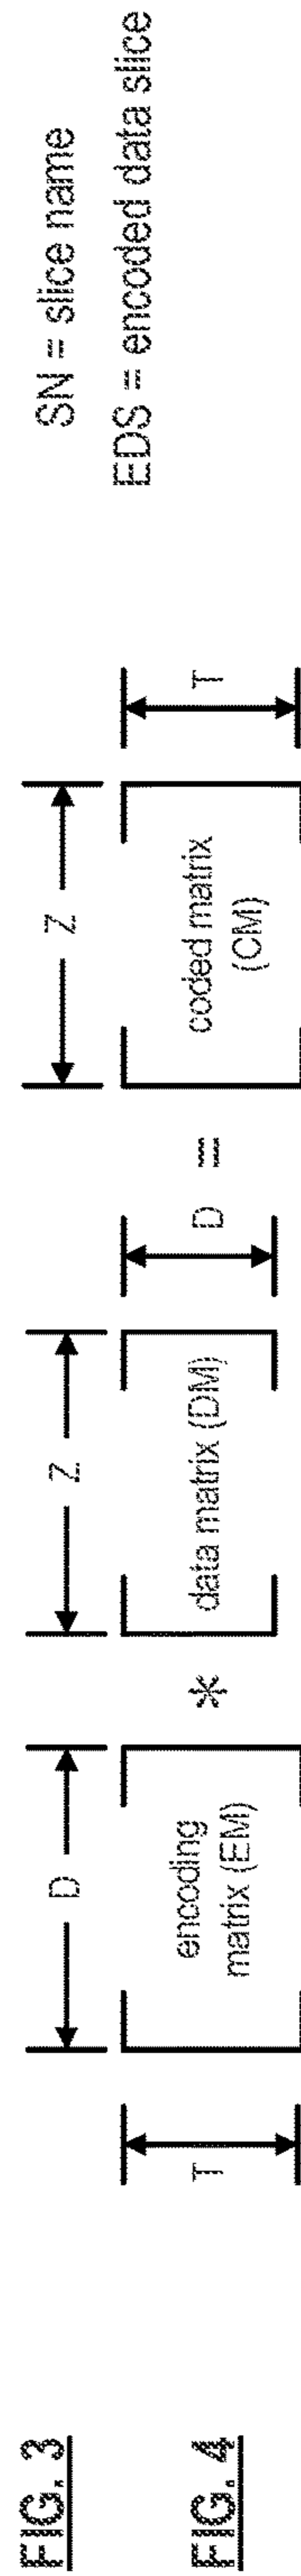 FIG. 3
SN = slice name
EDS = encoded data slice
FIG. 4
D
Z
Z
T
encoding
matrix (EM)
*
data matrix (DM)
D
=
coded matrix
(CM)
T